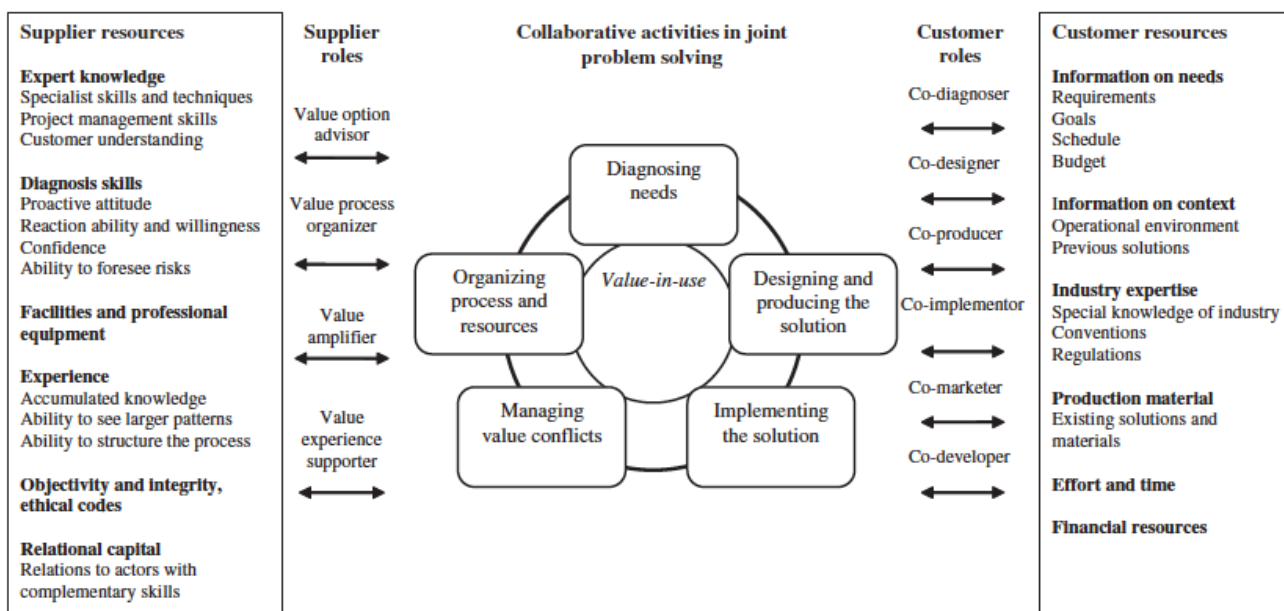 Supplier resources
Expert knowledge
Specialist skills and techniques
Project management skills
Customer understanding
Diagnosis skills
Proactive attitude
Reaction ability and willingness
Confidence
Ability to foresee risks
Facilities and professional
equipment
Experience
Accumulated knowledge
Ability to see larger patterns
Ability to structure the process
Objectivity and integrity,
ethical codes
Relational capital
Relations to actors with
complementary skills
Supplier
roles
Value option
advisor
Value process
organizer
Value
amplifier
Value
experience
supporter
Collaborative activities in joint
problem solving
Diagnosing
needs
Organizing
process and
resources
Value-in-use
Designing and
producing the
solution
Managing
value conflicts
Implementing
the solution
Customer
roles
Co-diagnoser
Co-designer
Co-producer
Co-implementor
Co-marketer
Co-developer
Customer resources
Information on needs
Requirements
Goals
Schedule
Budget
Information on context
Operational environment
Previous solutions
Industry expertise
Special knowledge of industry
Conventions
Regulations
Production material
Existing solutions and
materials
Effort and time
Financial resources